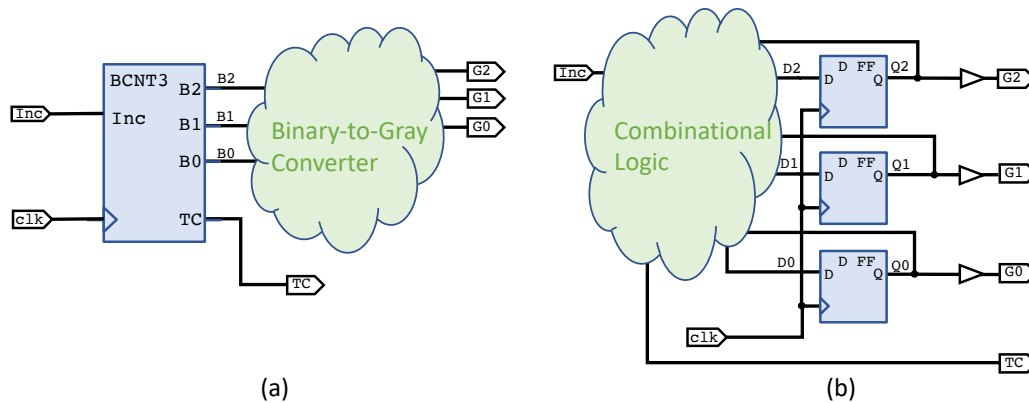 BCNT3
Inc
Inc
B2
B1
B0
TC
clk
B2
B1
B0
Binary-to-Gray
Converter
G2
G1
G0
TC
(a)
Inc
Combinational
Logic
D2
D FF
D
Q
Q2
G2
D1
D FF
D
Q
Q1
G1
D0
D FF
D
Q
Q0
G0
clk
TC
(b)